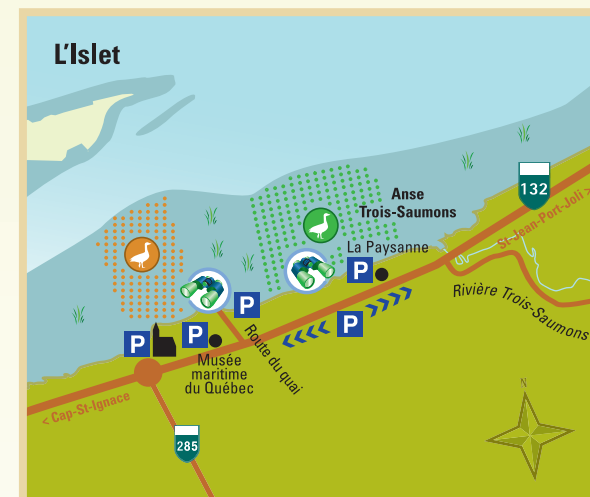 L'Islet
Anse
Trois-Saumons
132
St-Jean-Port-Joli >
La Paysanne
P
Rivière Trois-Saumons
P
P
P
P
Route du quai
Musée
maritime
du Québec
< Cap-St-Ignace
285
N